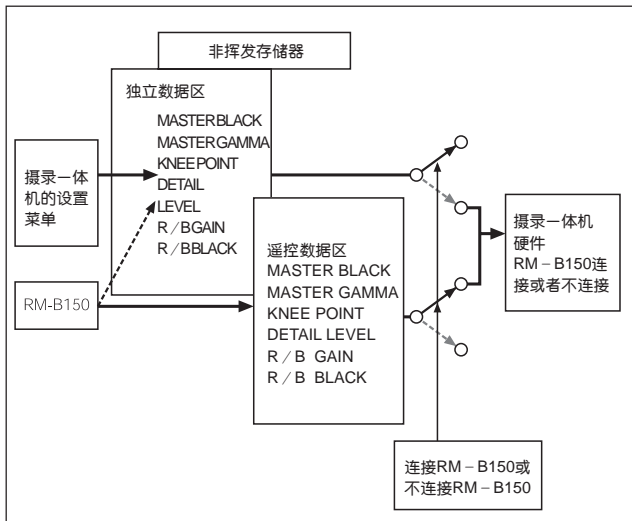 非挥发存储器
独立数据区
MASTERBLACK
MASTERGAMMA
KNEEPOINT
DETAIL
LEVEL
R／BGAIN
R／BBLACK
摄录一体
机的设置
菜单
RM-B150
遥控数据区
MASTER BLACK
MASTER GAMMA
KNEE POINT
DETAIL LEVEL
R／B GAIN
R／B BLACK
摄录一体机
硬件
RM－B150连
接或者不连接
连接RM－B150或
不连接RM－B150